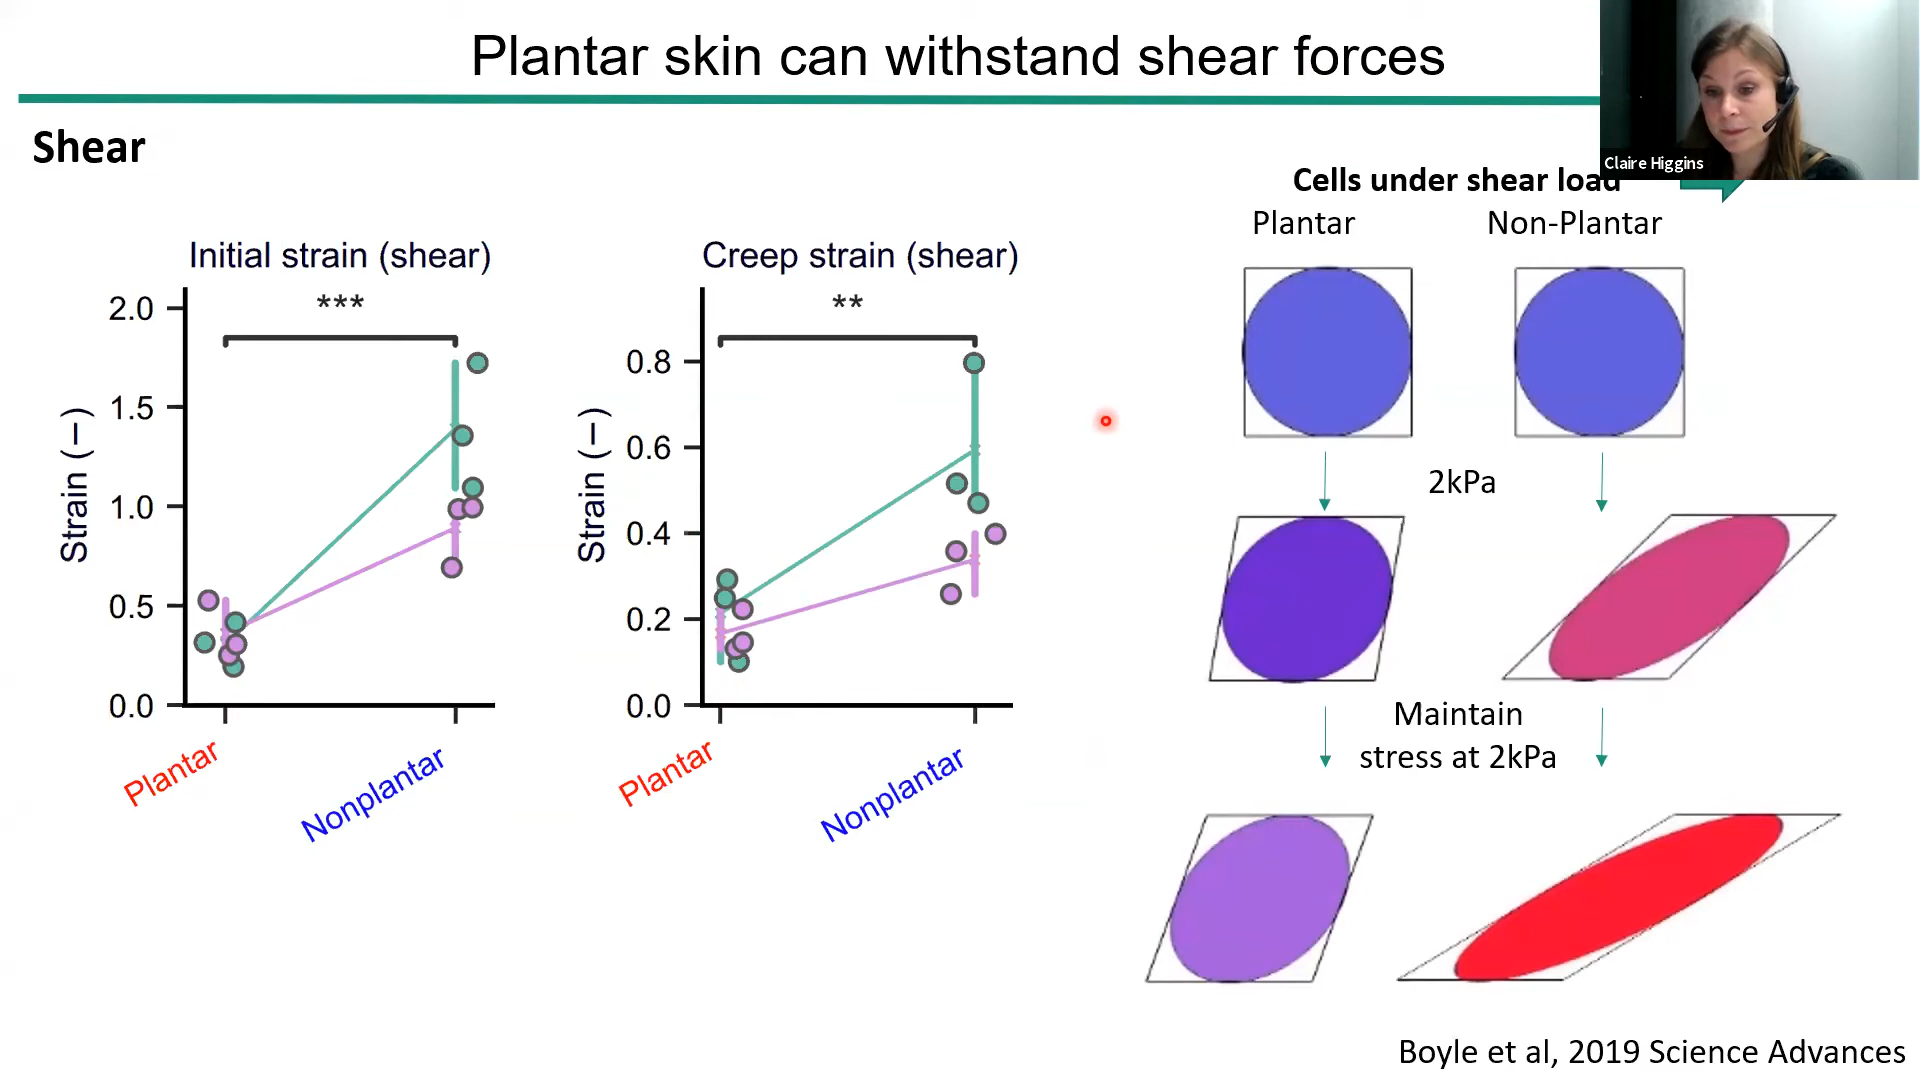 Plantar skin can withstand shear forces
Claire Higgins
Shear
Cells under shear load
Plantar
Non-Plantar
Initial strain (shear)
***
2.0
1.5
1.0
0.5
0.0
Strain (–)
Plantar
Nonplantar
Creep strain (shear)
**
0.8
0.6
0.4
0.2
0.0
Strain (–)
Plantar
Nonplantar
2kPa
Maintain
stress at 2kPa
Boyle et al, 2019 Science Advances